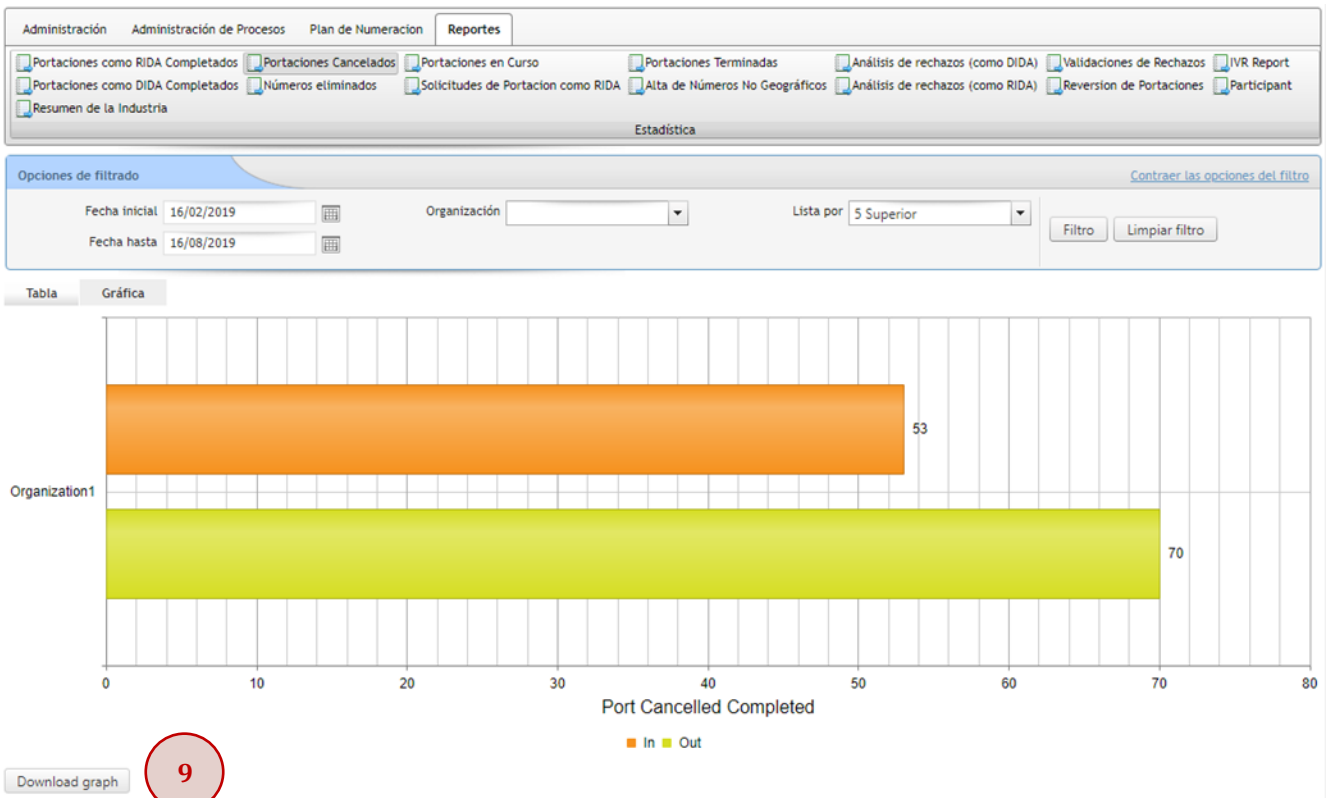 Administración Administración de Procesos Plan de Numeracion Reportes
Portaciones como RIDA Completados Portaciones Cancelados Portaciones en Curso Portaciones Terminadas Análisis de rechazos (como DIDA) Validaciones de Rechazos IVR Report
Portaciones como DIDA Completados Números eliminados Solicitudes de Portacion como RIDA Alta de Números No Geográficos Análisis de rechazos (como RIDA) Reversion de Portaciones Participant
Resumen de la Industria
Estadística
Opciones de filtrado Contraer las opciones del filtro
Fecha inicial 16/02/2019 Organización Lista por 5 Superior
Filtro Limpiar filtro
Fecha hasta 16/08/2019
Tabla Gráfica
53
Organization1
70
0 10 20 30 40 50 60 70 80
Port Cancelled Completed
In Out
Download graph 9